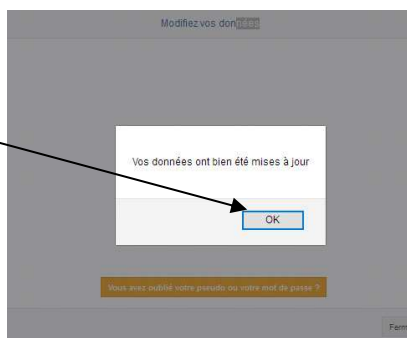 Modifiez vos données
Vos données ont bien été mises à jour
OK
Vous avez oublié votre pseudo ou votre mot de passe ?
Ferm